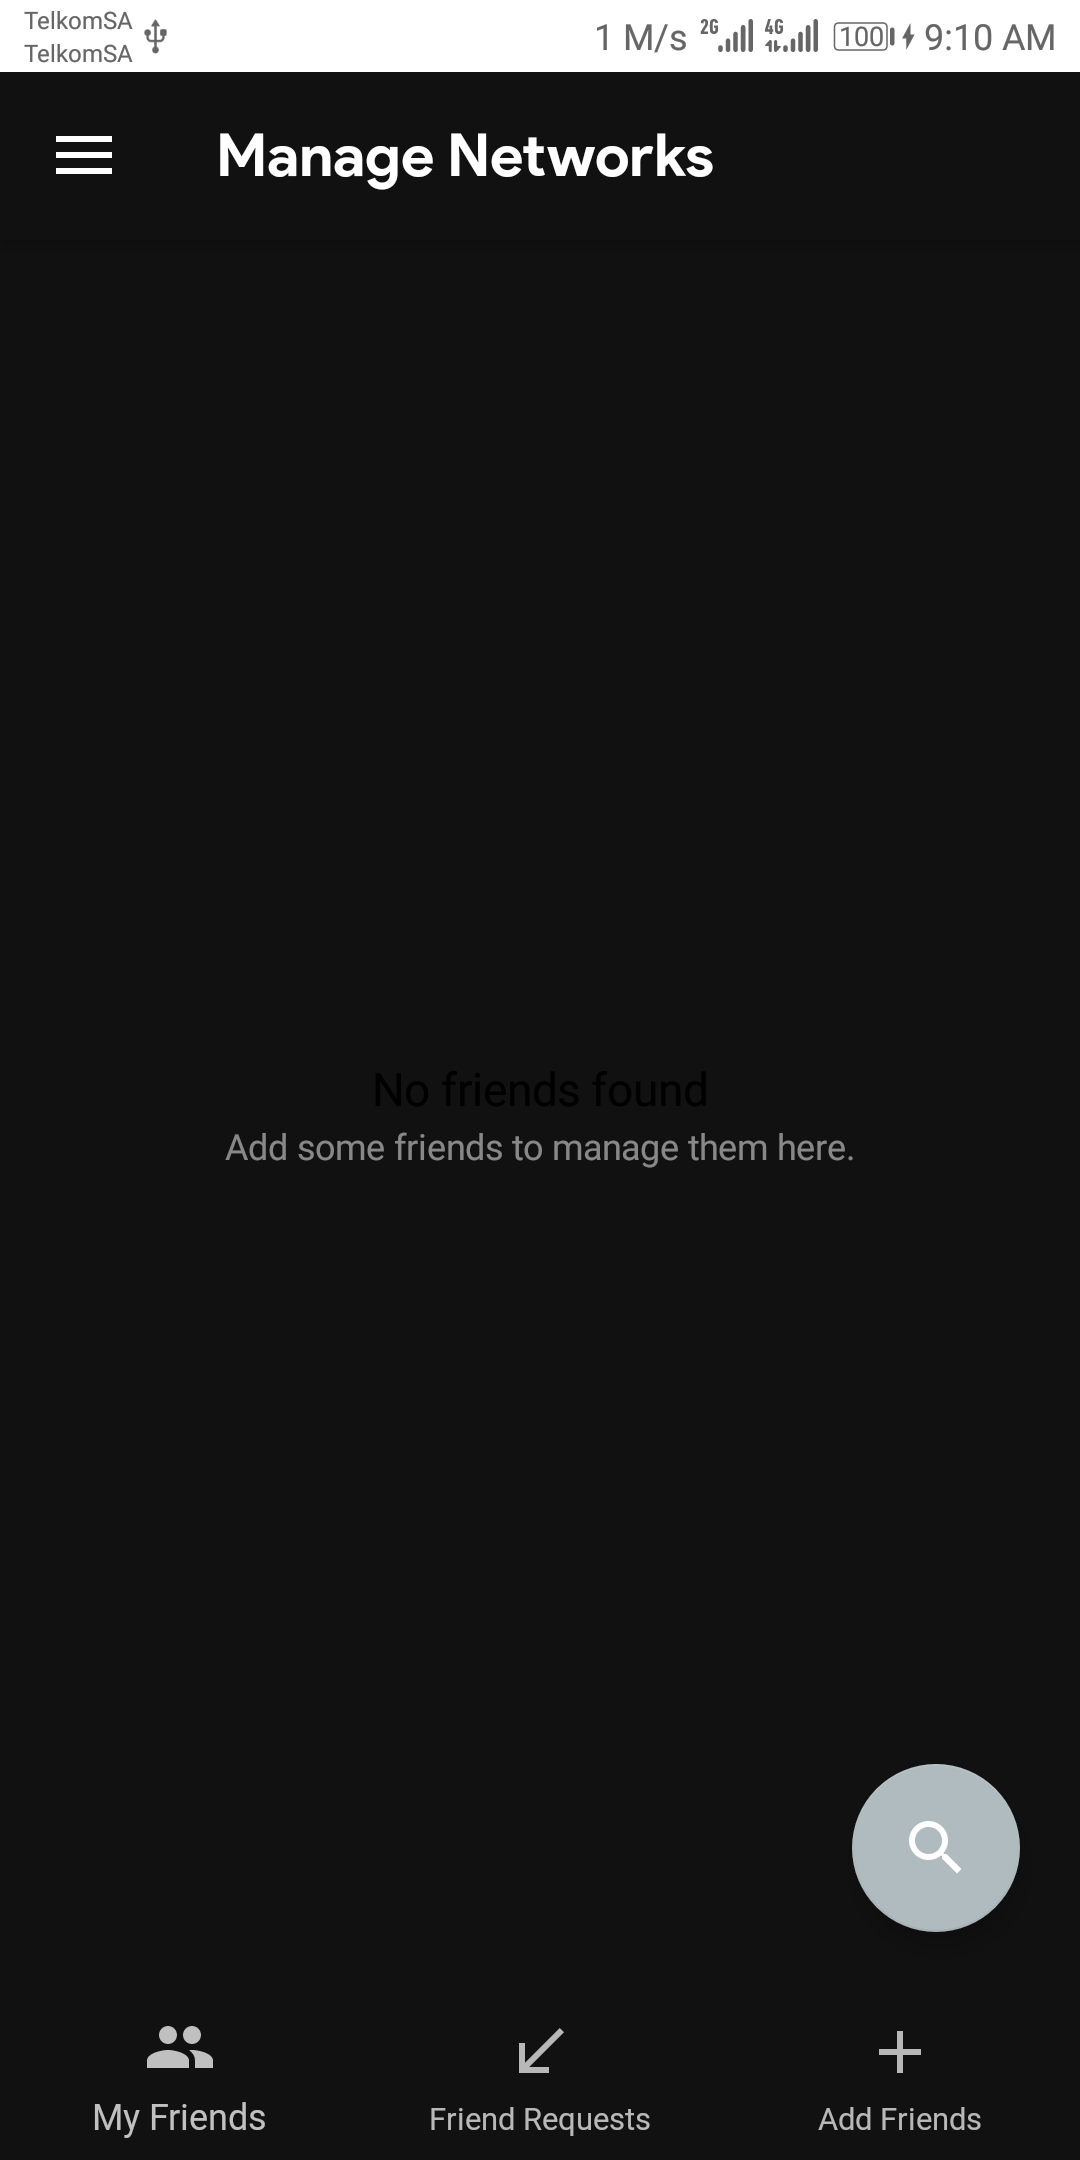 TelkomSA
TelkomSA
1 M/s 2G 4G 100 9:10 AM
Manage Networks
No friends found
Add some friends to manage them here.
My Friends
Friend Requests
Add Friends